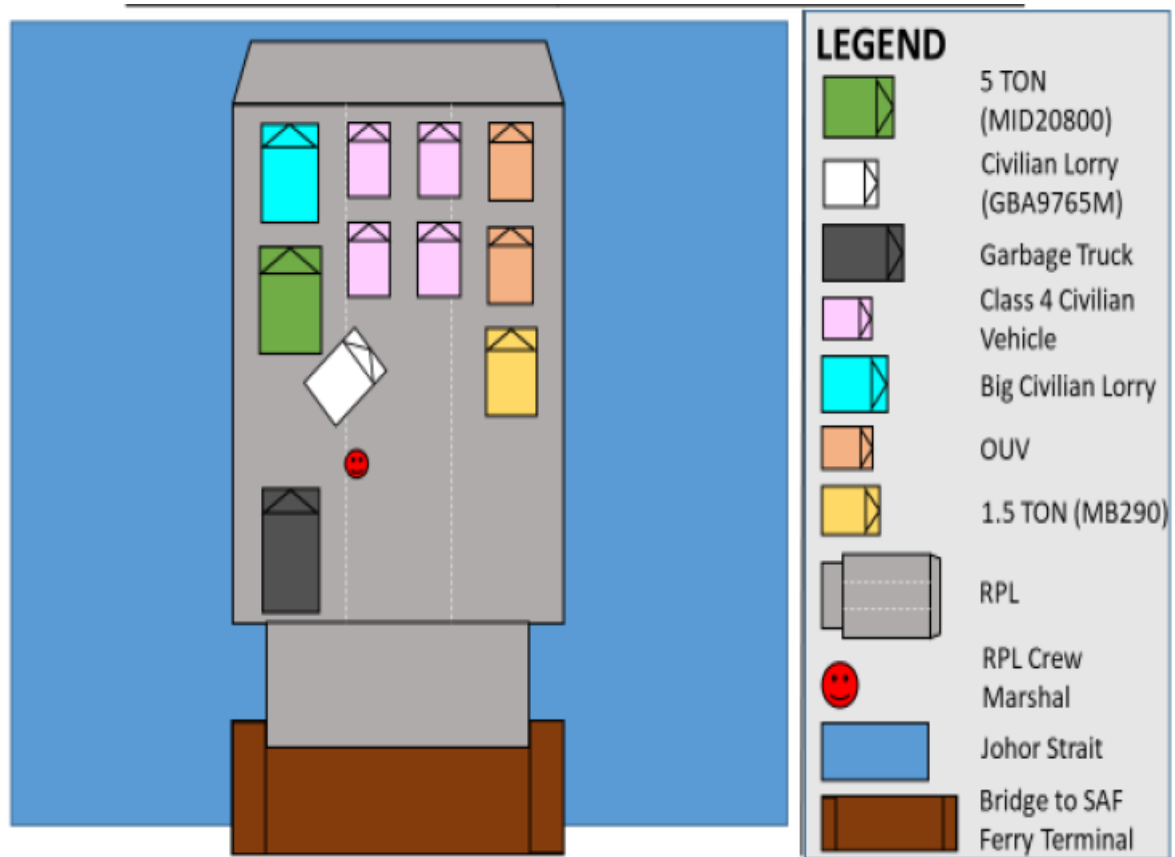 LEGEND
5 TON
(MID20800)
Civilian Lorry
(GBA9765M)
Garbage Truck
Class 4 Civilian
Vehicle
Big Civilian Lorry
OUV
1.5 TON (MB290)
RPL
RPL Crew
Marshal
Johor Strait
Bridge to SAF
Ferry Terminal